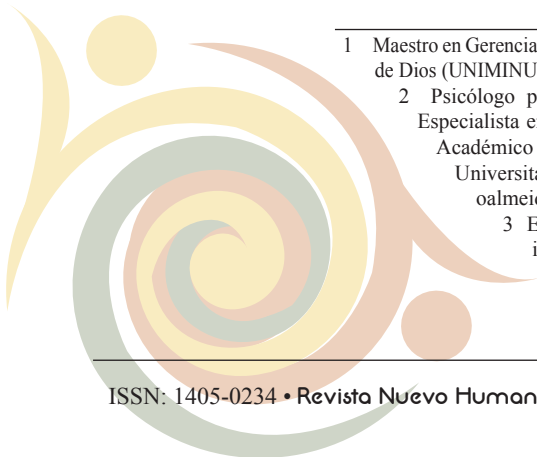 1 Maestro en Gerencia
de Dios (UNIMINU
2 Psicólogo p
Especialista e
Académico
Universita
oalmeid
3 E
i
ISSN: 1405-0234 • Revista Nuevo Human